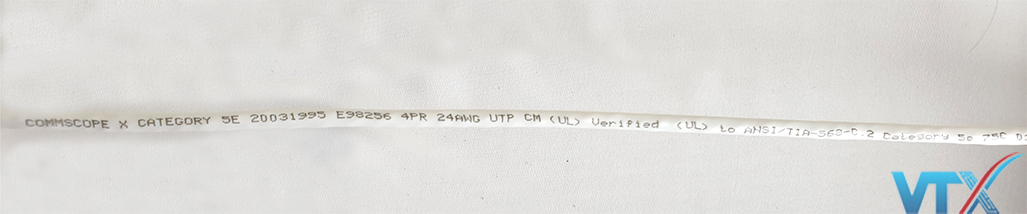 COMMSCOPE X CATEGORY 5E 20031995 E98256 4PR 24AWG UTP CM (UL) Verified (UL) to ANSI/TIA-568-C.2 Category 5e 75C
VTX